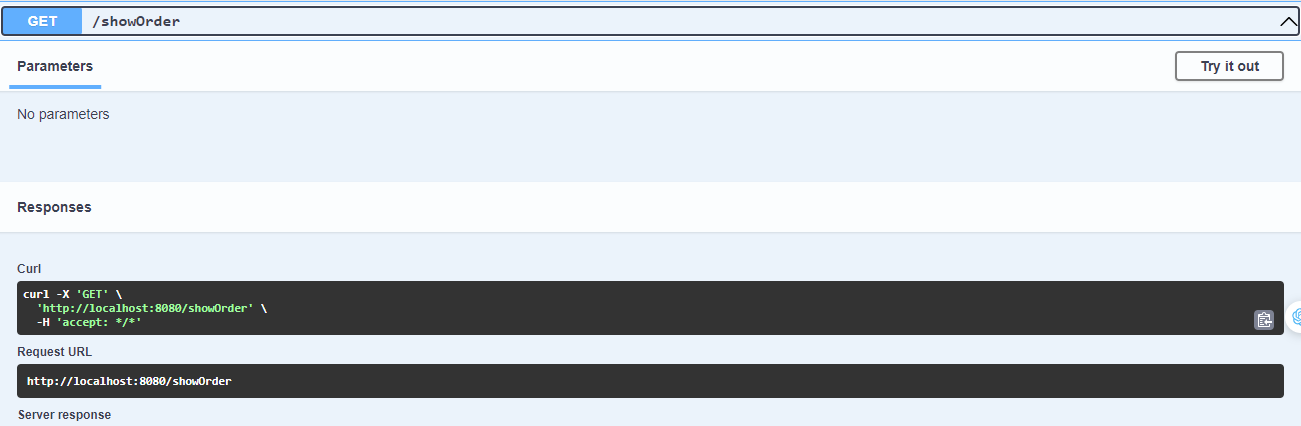 GET /showOrder
Parameters Try it out
No parameters
Responses
Curl
curl -X 'GET' \
'http://localhost:8080/showOrder' \
-H 'accept: */*'
Request URL
http://localhost:8080/showOrder
Server response